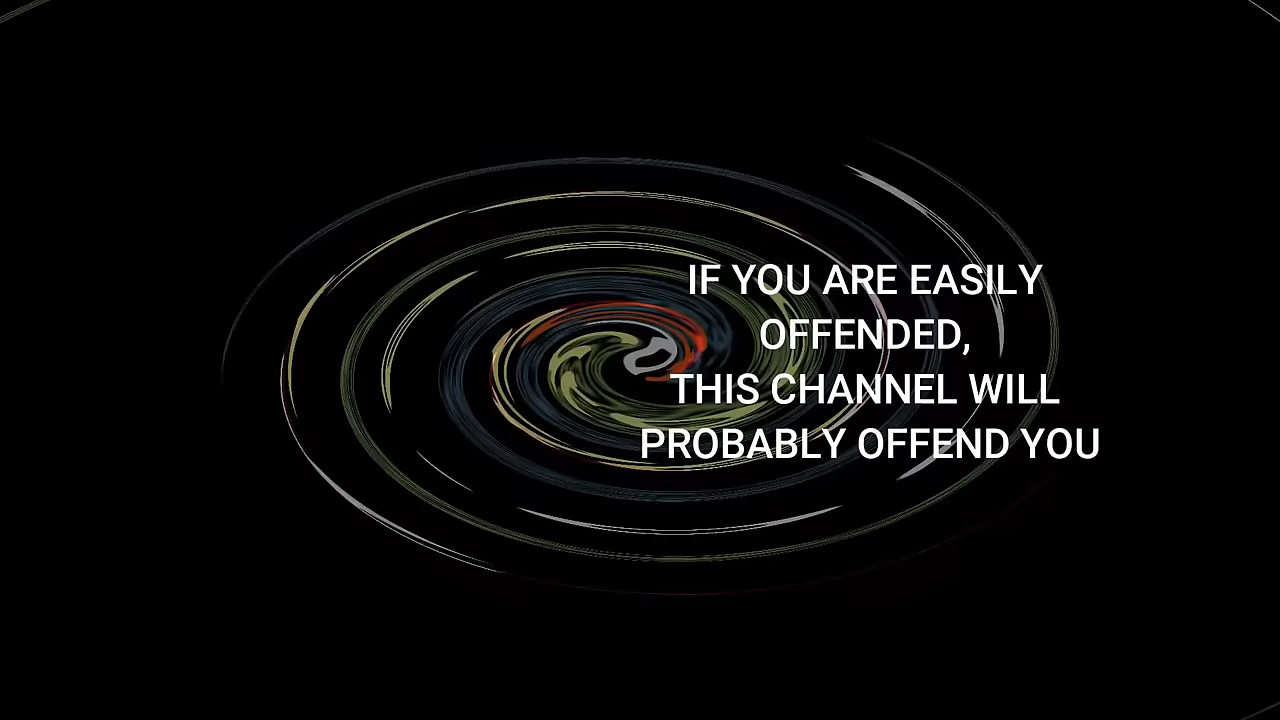 IF YOU ARE EASILY
OFFENDED,
THIS CHANNEL WILL
PROBABLY OFFEND YOU